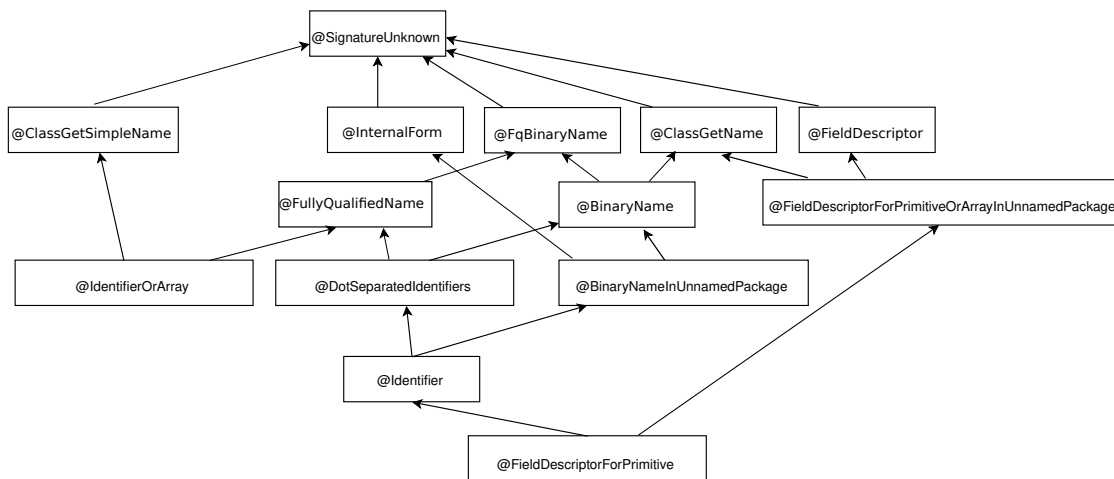 @SignatureUnknown
@ClassGetSimpleName
@InternalForm
@FqBinaryName
@ClassGetName
@FieldDescriptor
@FullyQualifiedName
@BinaryName
@FieldDescriptorForPrimitiveOrArrayInUnnamedPackage
@IdentifierOrArray
@DotSeparatedIdentifiers
@BinaryNameInUnnamedPackage
@Identifier
@FieldDescriptorForPrimitive